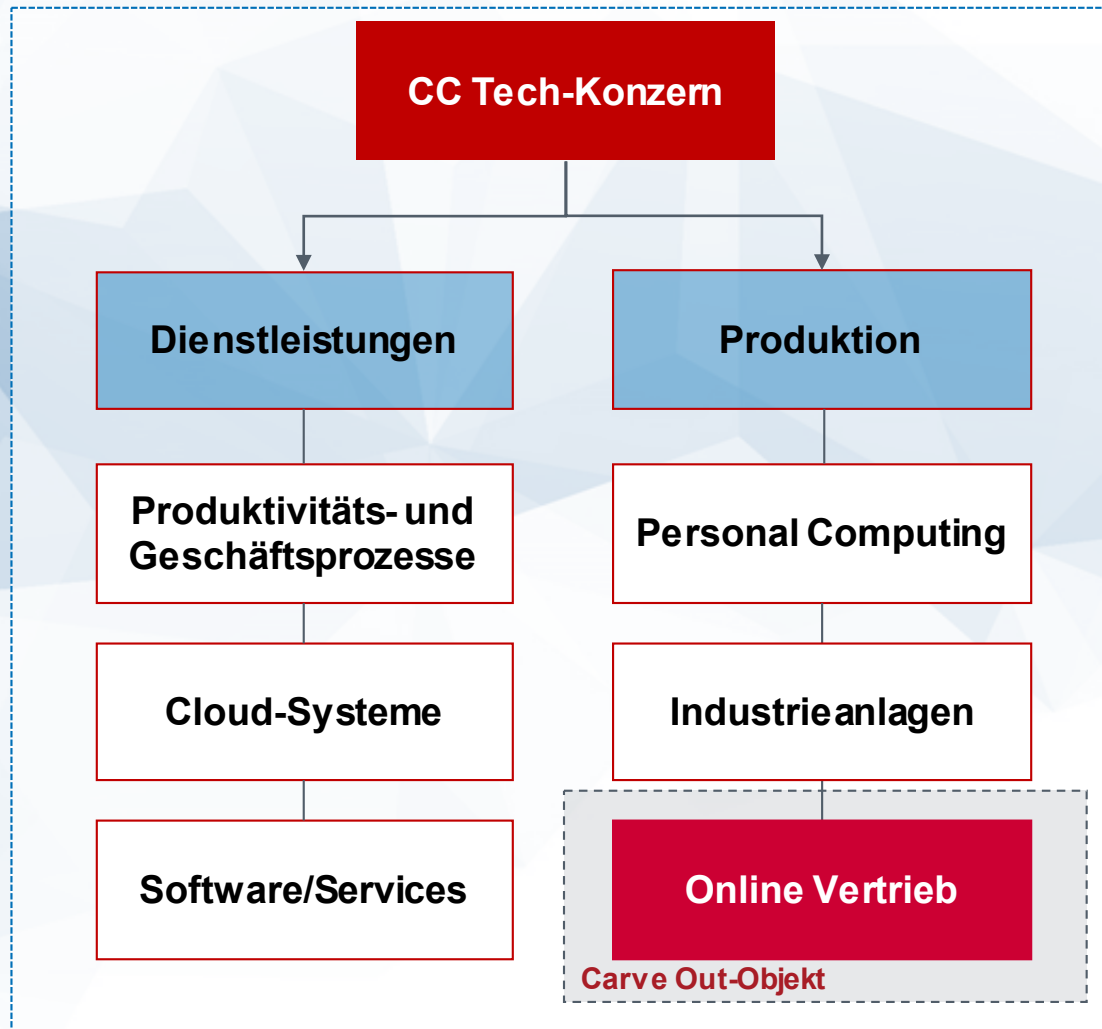 CC Tech-Konzern
Dienstleistungen
Produktion
Produktivitäts- und
Geschäftsprozesse
Personal Computing
Cloud-Systeme
Industrieanlagen
Software/Services
Online Vertrieb
Carve Out-Objekt